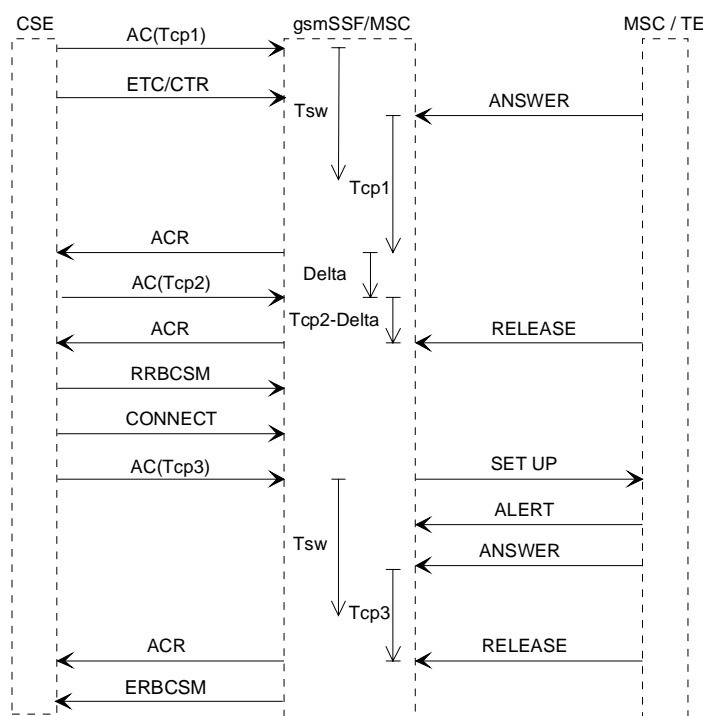 CSE gsmSSF/MSC MSC / TE
AC(Tcp1)
ETC/CTR
Tsw
ANSWER
Tcp1
ACR
Delta
AC(Tcp2)
Tcp2-Delta
ACR
RELEASE
RRBCSM
CONNECT
AC(Tcp3)
SET UP
ALERT
Tsw
ANSWER
Tcp3
ACR
RELEASE
ERBCSM